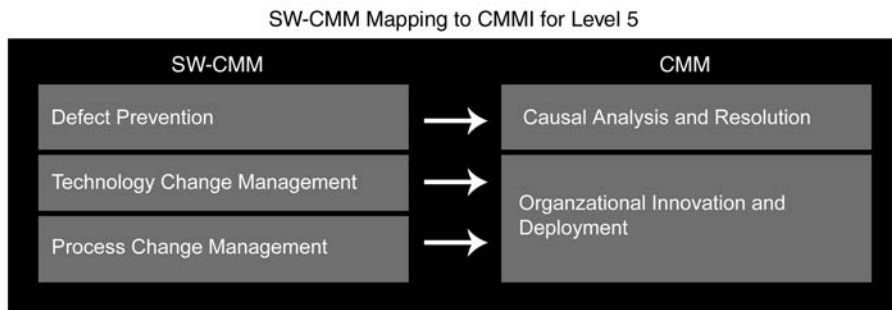 SW-CMM Mapping to CMMI for Level 5
SW-CMM
CMM
Defect Prevention
Causal Analysis and Resolution
Technology Change Management
Organzational Innovation and
Deployment
Process Change Management